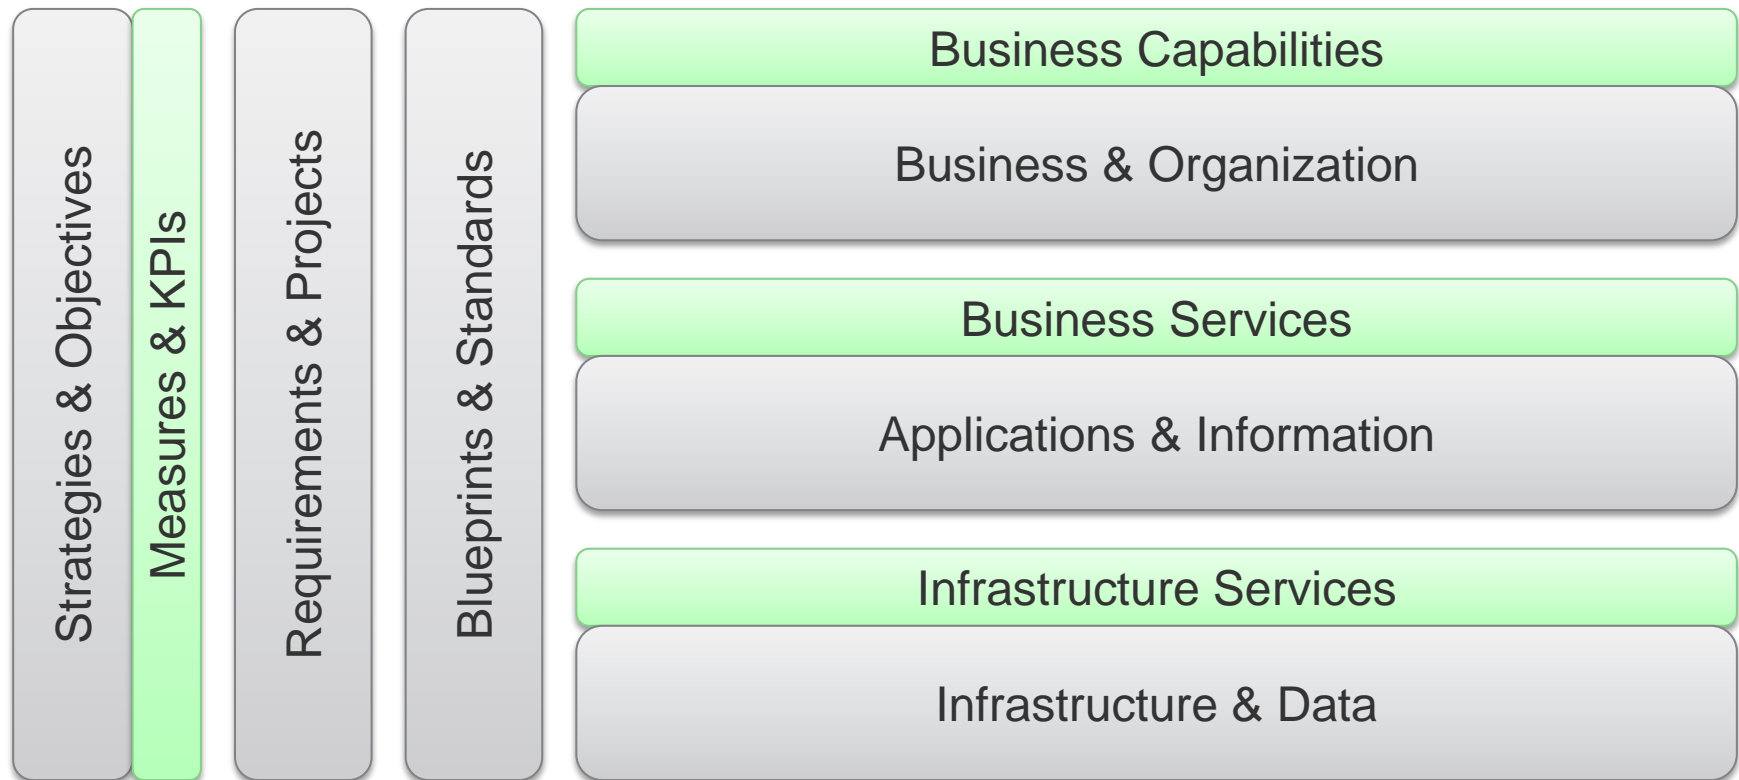 Strategies & Objectives
Measures & KPIs
Requirements & Projects
Blueprints & Standards
Business Capabilities
Business & Organization
Business Services
Applications & Information
Infrastructure Services
Infrastructure & Data